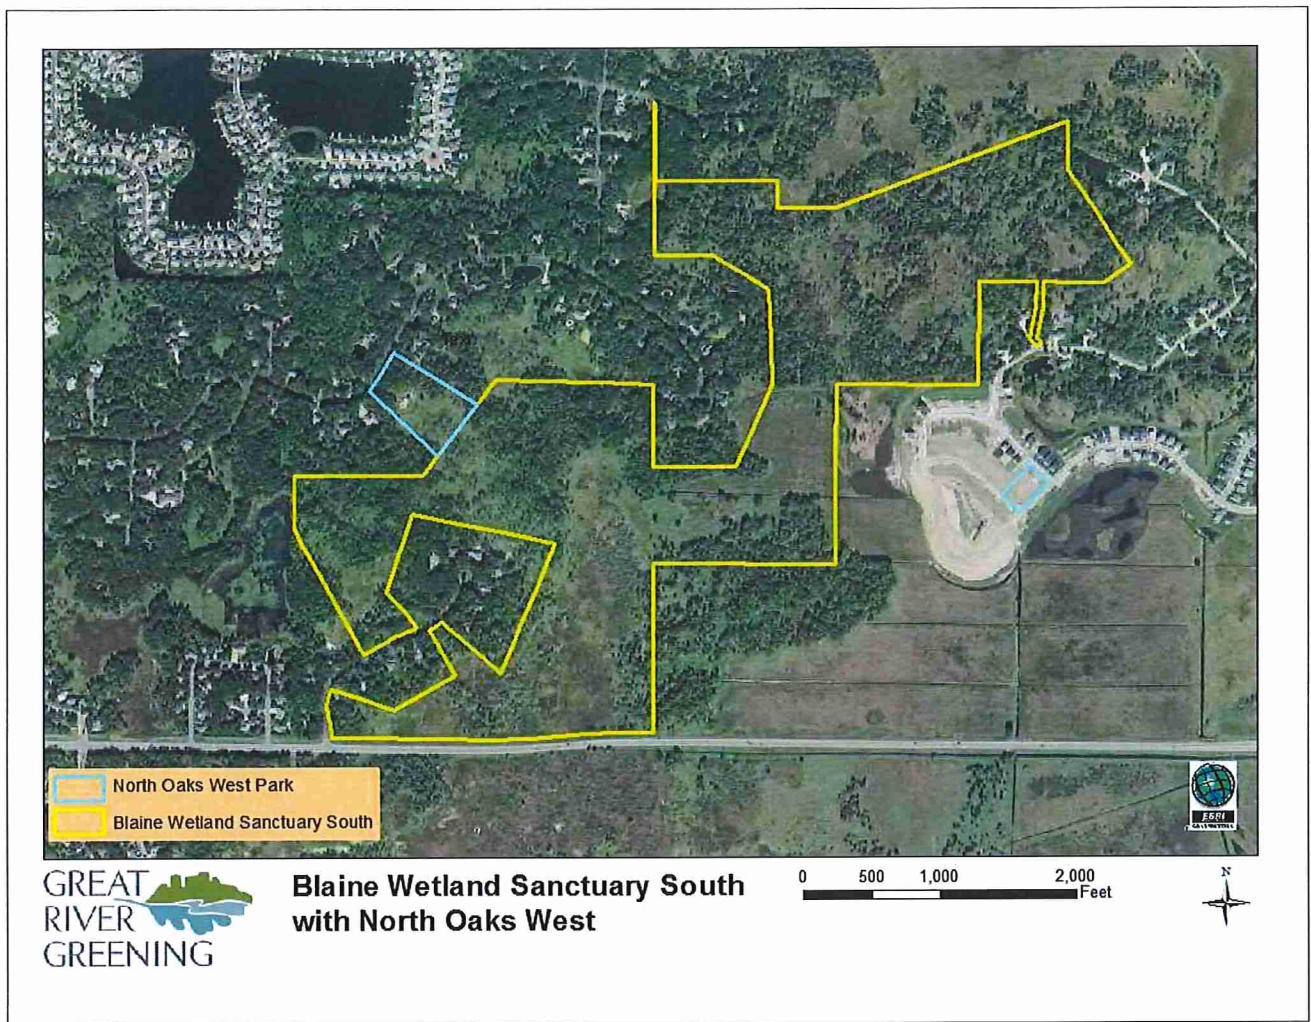 North Oaks West Park
Blaine Wetland Sanctuary South
GREAT
RIVER
GREENING
Blaine Wetland Sanctuary South
with North Oaks West
0 500 1,000 2,000
Feet
N
ESRI